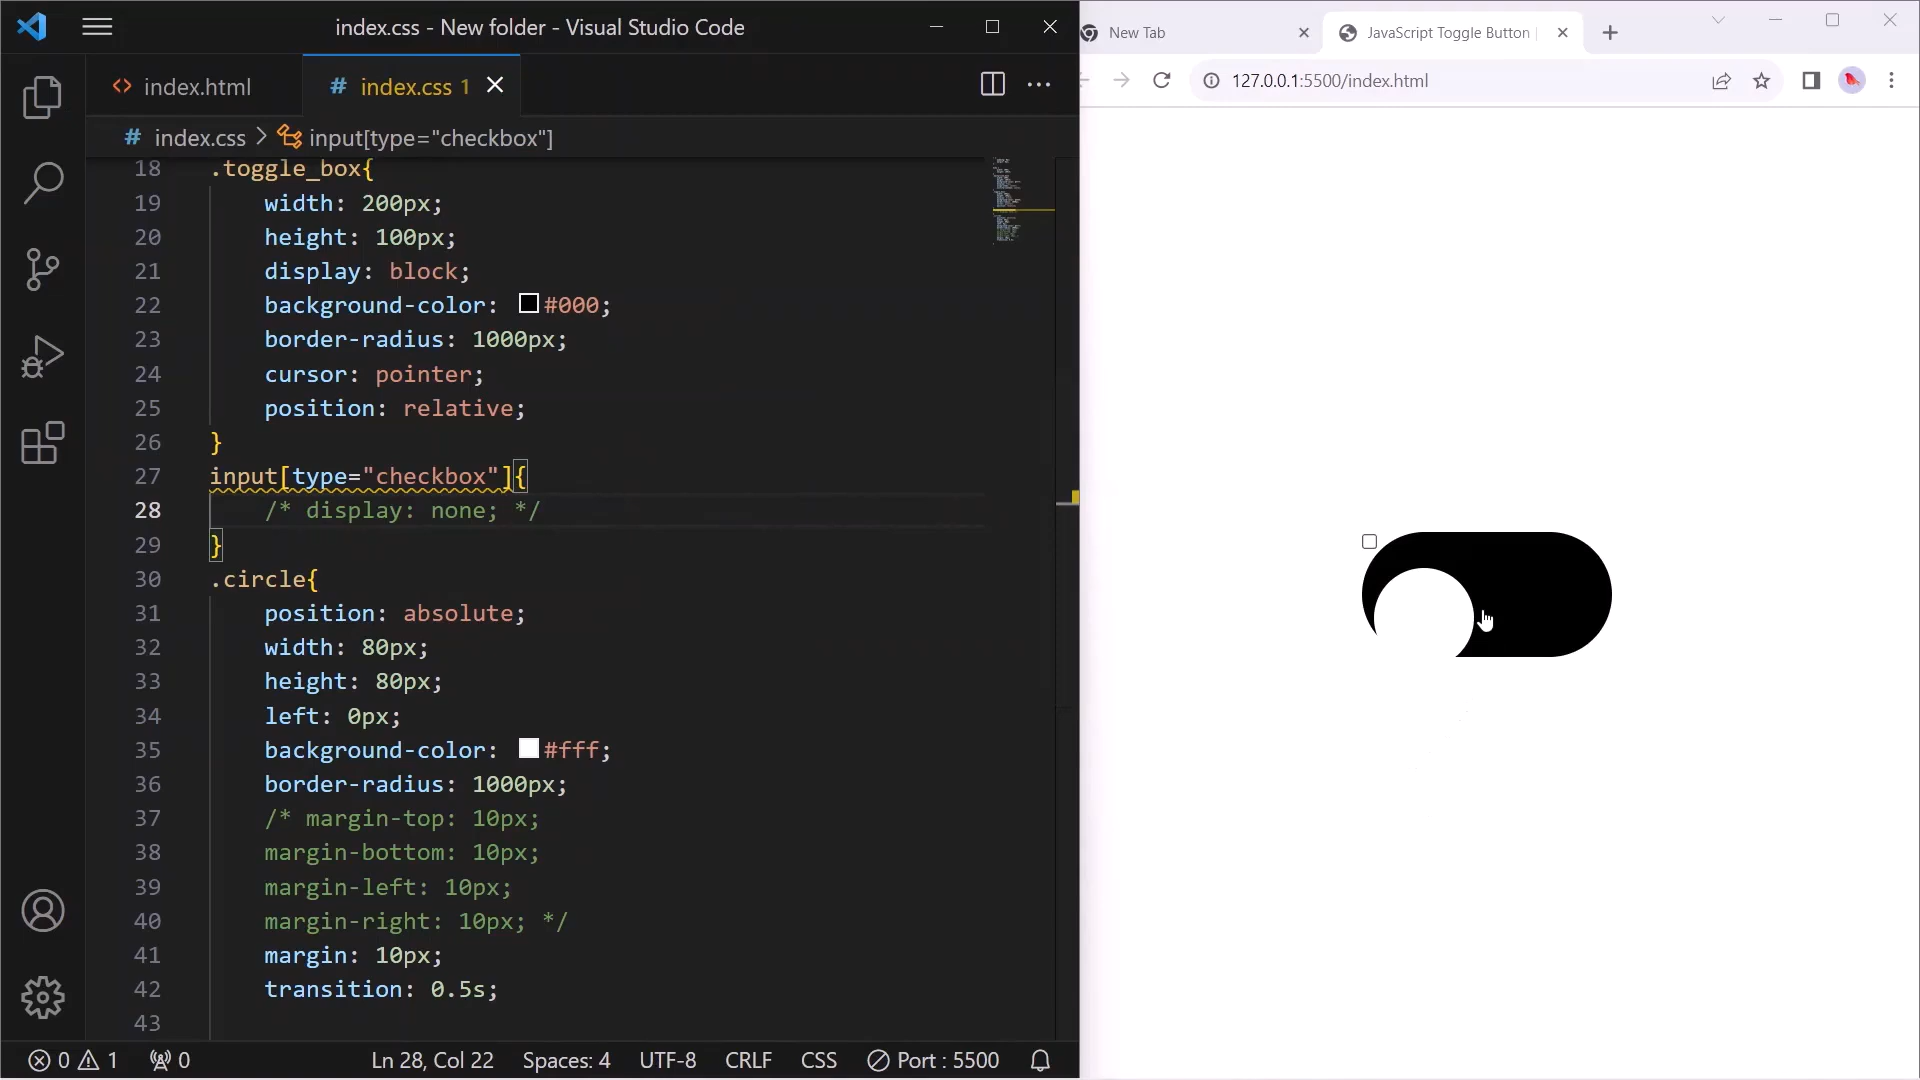 index.css - New folder - Visual Studio Code
index.html
# index.css 1
# index.css > input[type="checkbox"]
18 .toggle_box{
19 width: 200px;
20 height: 100px;
21 display: block;
22 background-color: #000;
23 border-radius: 1000px;
24 cursor: pointer;
25 position: relative;
26 }
27 input[type="checkbox"]{
28 /* display: none; */
29 }
30 .circle{
31 position: absolute;
32 width: 80px;
33 height: 80px;
34 left: 0px;
35 background-color: #fff;
36 border-radius: 1000px;
37 /* margin-top: 10px;
38 margin-bottom: 10px;
39 margin-left: 10px;
40 margin-right: 10px; */
41 margin: 10px;
42 transition: 0.5s;
43
0 1 0 Ln 28, Col 22 Spaces: 4 UTF-8 CRLF CSS Port : 5500
New Tab
JavaScript Toggle Button |
127.0.0.1:5500/index.html